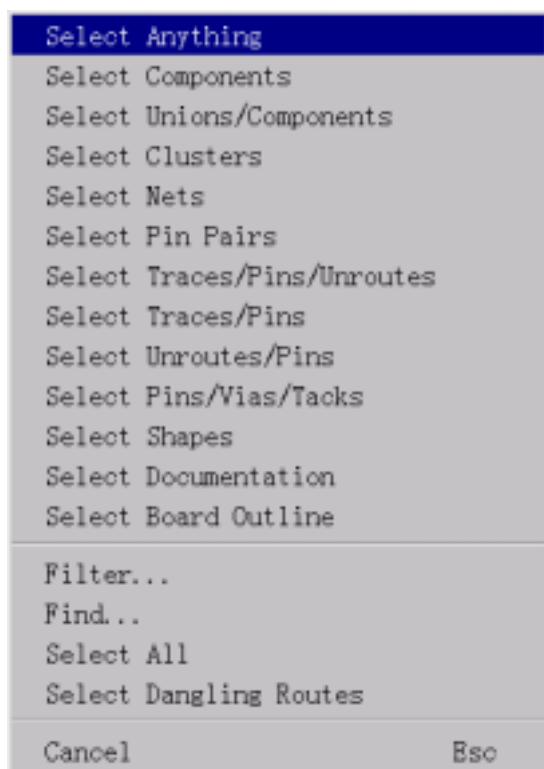 Select Anything
Select Components
Select Unions/Components
Select Clusters
Select Nets
Select Pin Pairs
Select Traces/Pins/Unroutes
Select Traces/Pins
Select Unroutes/Pins
Select Pins/Vias/Tacks
Select Shapes
Select Documentation
Select Board Outline
Filter...
Find...
Select All
Select Dangling Routes
Cancel Esc